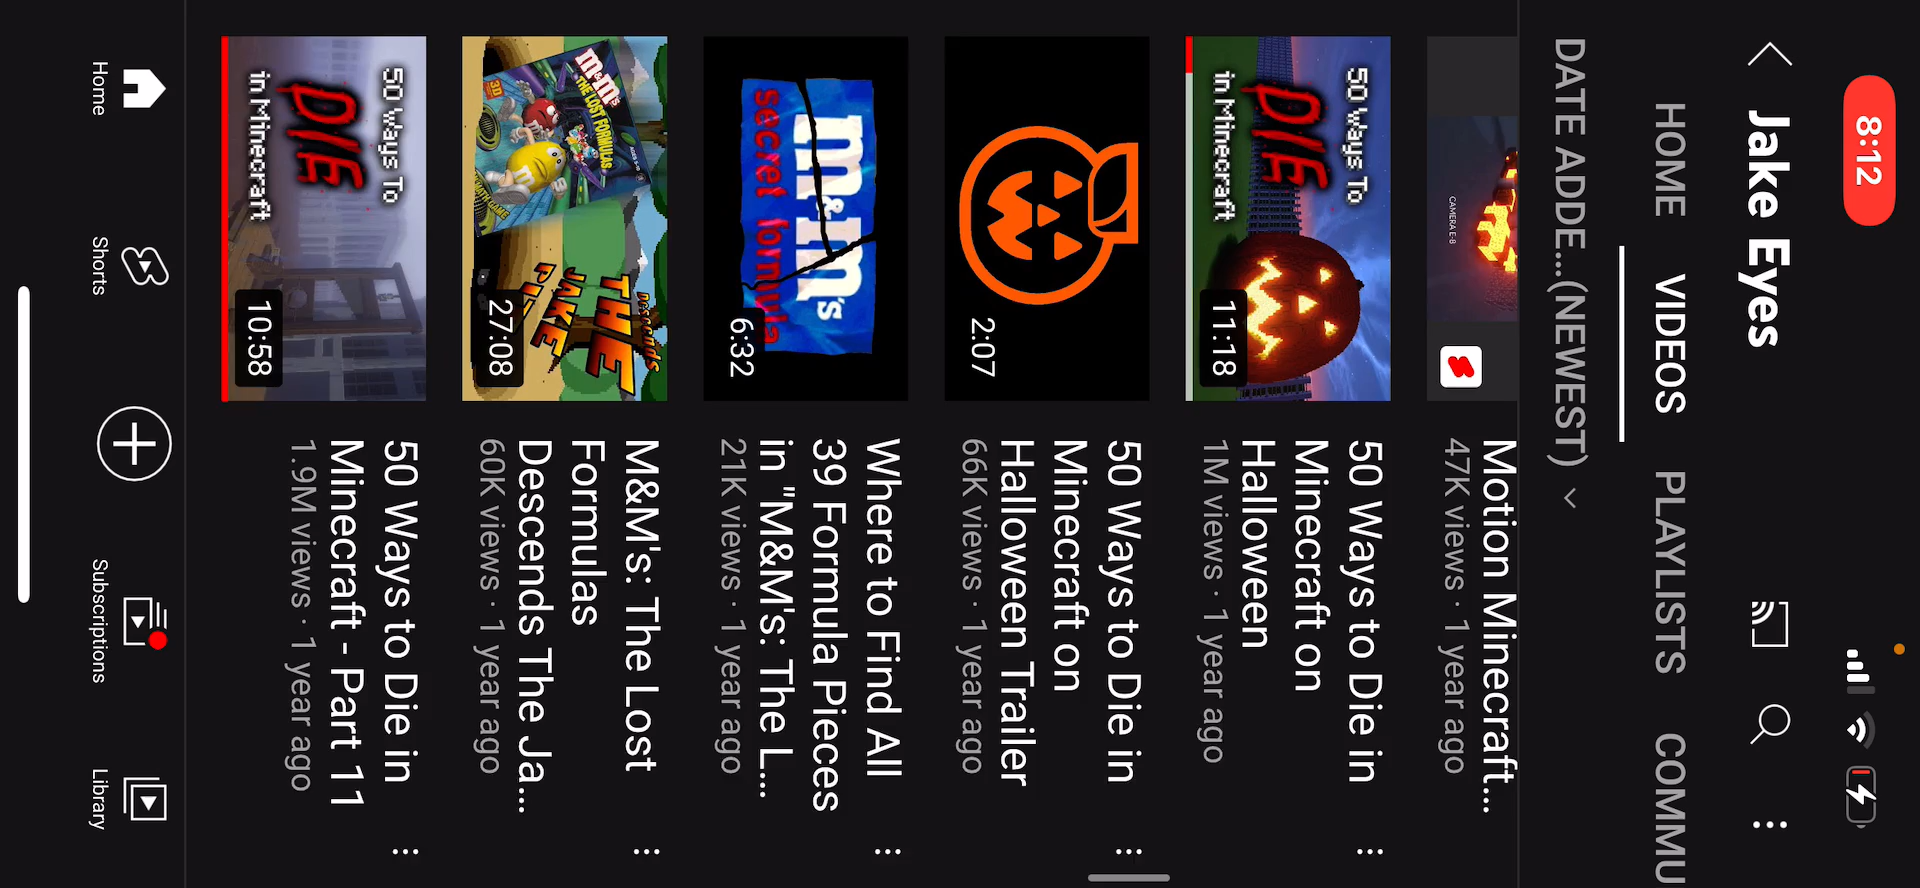 8:12
Jake Eyes
HOME VIDEOS PLAYLISTS COMMU
DATE ADDE...(NEWEST)
CAMERA E-8
Motion Minecraft...
47K views · 1 year ago
50 Ways To
DIE
in Minecraft
11:18
50 Ways to Die in
Minecraft on
Halloween
1M views · 1 year ago
2:07
50 Ways to Die in
Minecraft on
Halloween Trailer
66K views · 1 year ago
m&m's
secret formula
6:32
Where to Find All
39 Formula Pieces
in "M&M's: The L...
21K views · 1 year ago
m&m's
THE LOST FORMULAS
3D
MATH GAME
Descends
THE
JAKE
27:08
M&M's: The Lost
Formulas
Descends The Ja...
60K views · 1 year ago
50 Ways To
DIE
in Minecraft
10:58
50 Ways to Die in
Minecraft - Part 11
1.9M views · 1 year ago
Home Shorts Subscriptions Library